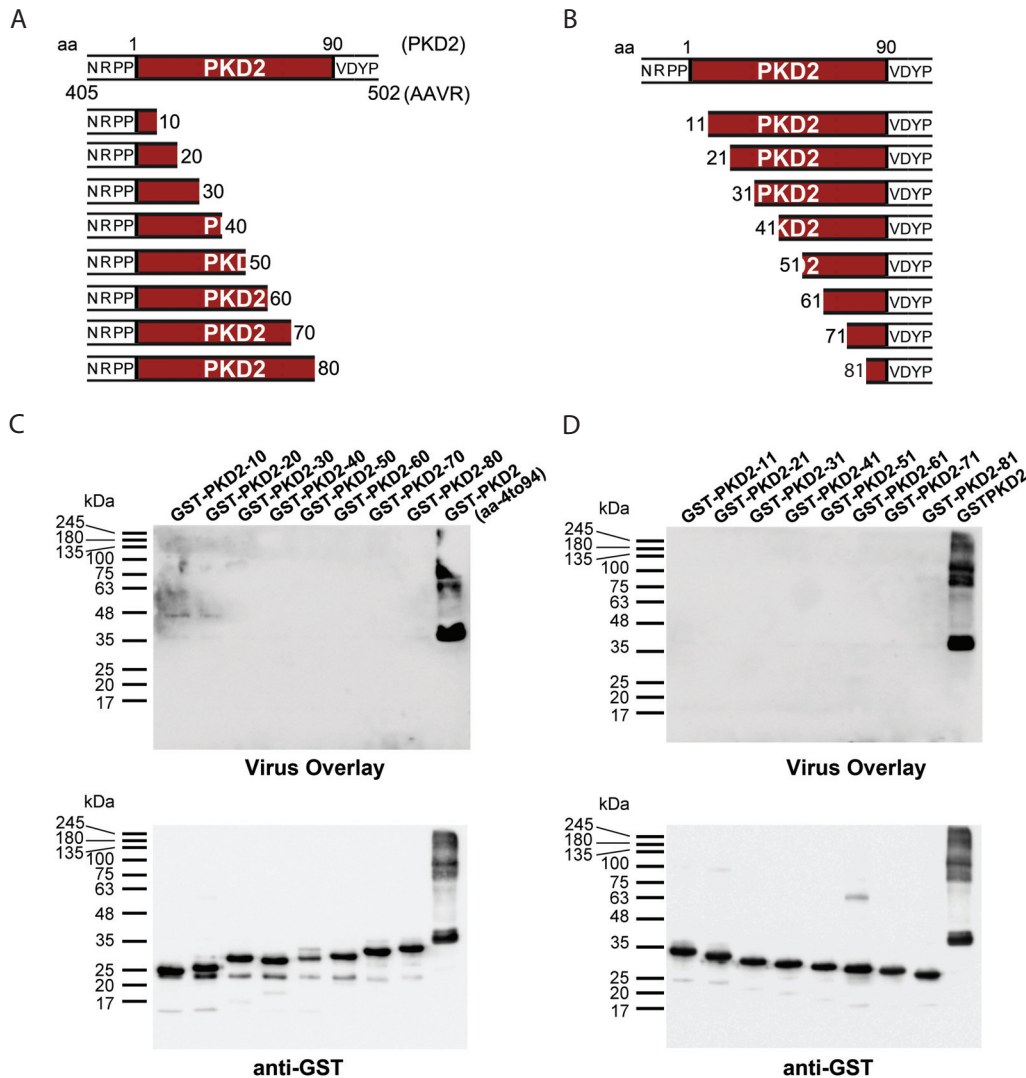 A
aa 1 90 (PKD2)
NRPP PKD2 VDYP
405 502 (AAVR)
NRPP 10
NRPP 20
NRPP 30
NRPP P 40
NRPP PKD 50
NRPP PKD2 60
NRPP PKD2 70
NRPP PKD2 80
B
aa 1 90
NRPP PKD2 VDYP
11 PKD2 VDYP
21 PKD2 VDYP
31 PKD2 VDYP
41 KD2 VDYP
51 D2 VDYP
61 VDYP
71 VDYP
81 VDYP
C
GST-PKD2-10
GST-PKD2-20
GST-PKD2-30
GST-PKD2-40
GST-PKD2-50
GST-PKD2-60
GST-PKD2-70
GST-PKD2-80
GST-PKD2
(aa-4to94)
kDa
245
180
135
100
75
63
48
35
25
20
17
Virus Overlay
kDa
245
180
135
100
75
63
48
35
25
20
17
anti-GST
D
GST-PKD2-11
GST-PKD2-21
GST-PKD2-31
GST-PKD2-41
GST-PKD2-51
GST-PKD2-61
GST-PKD2-71
GST-PKD2-81
GSTPKD2
kDa
245
180
135
100
75
63
48
35
25
20
17
Virus Overlay
kDa
245
180
135
100
75
63
48
35
25
20
17
anti-GST